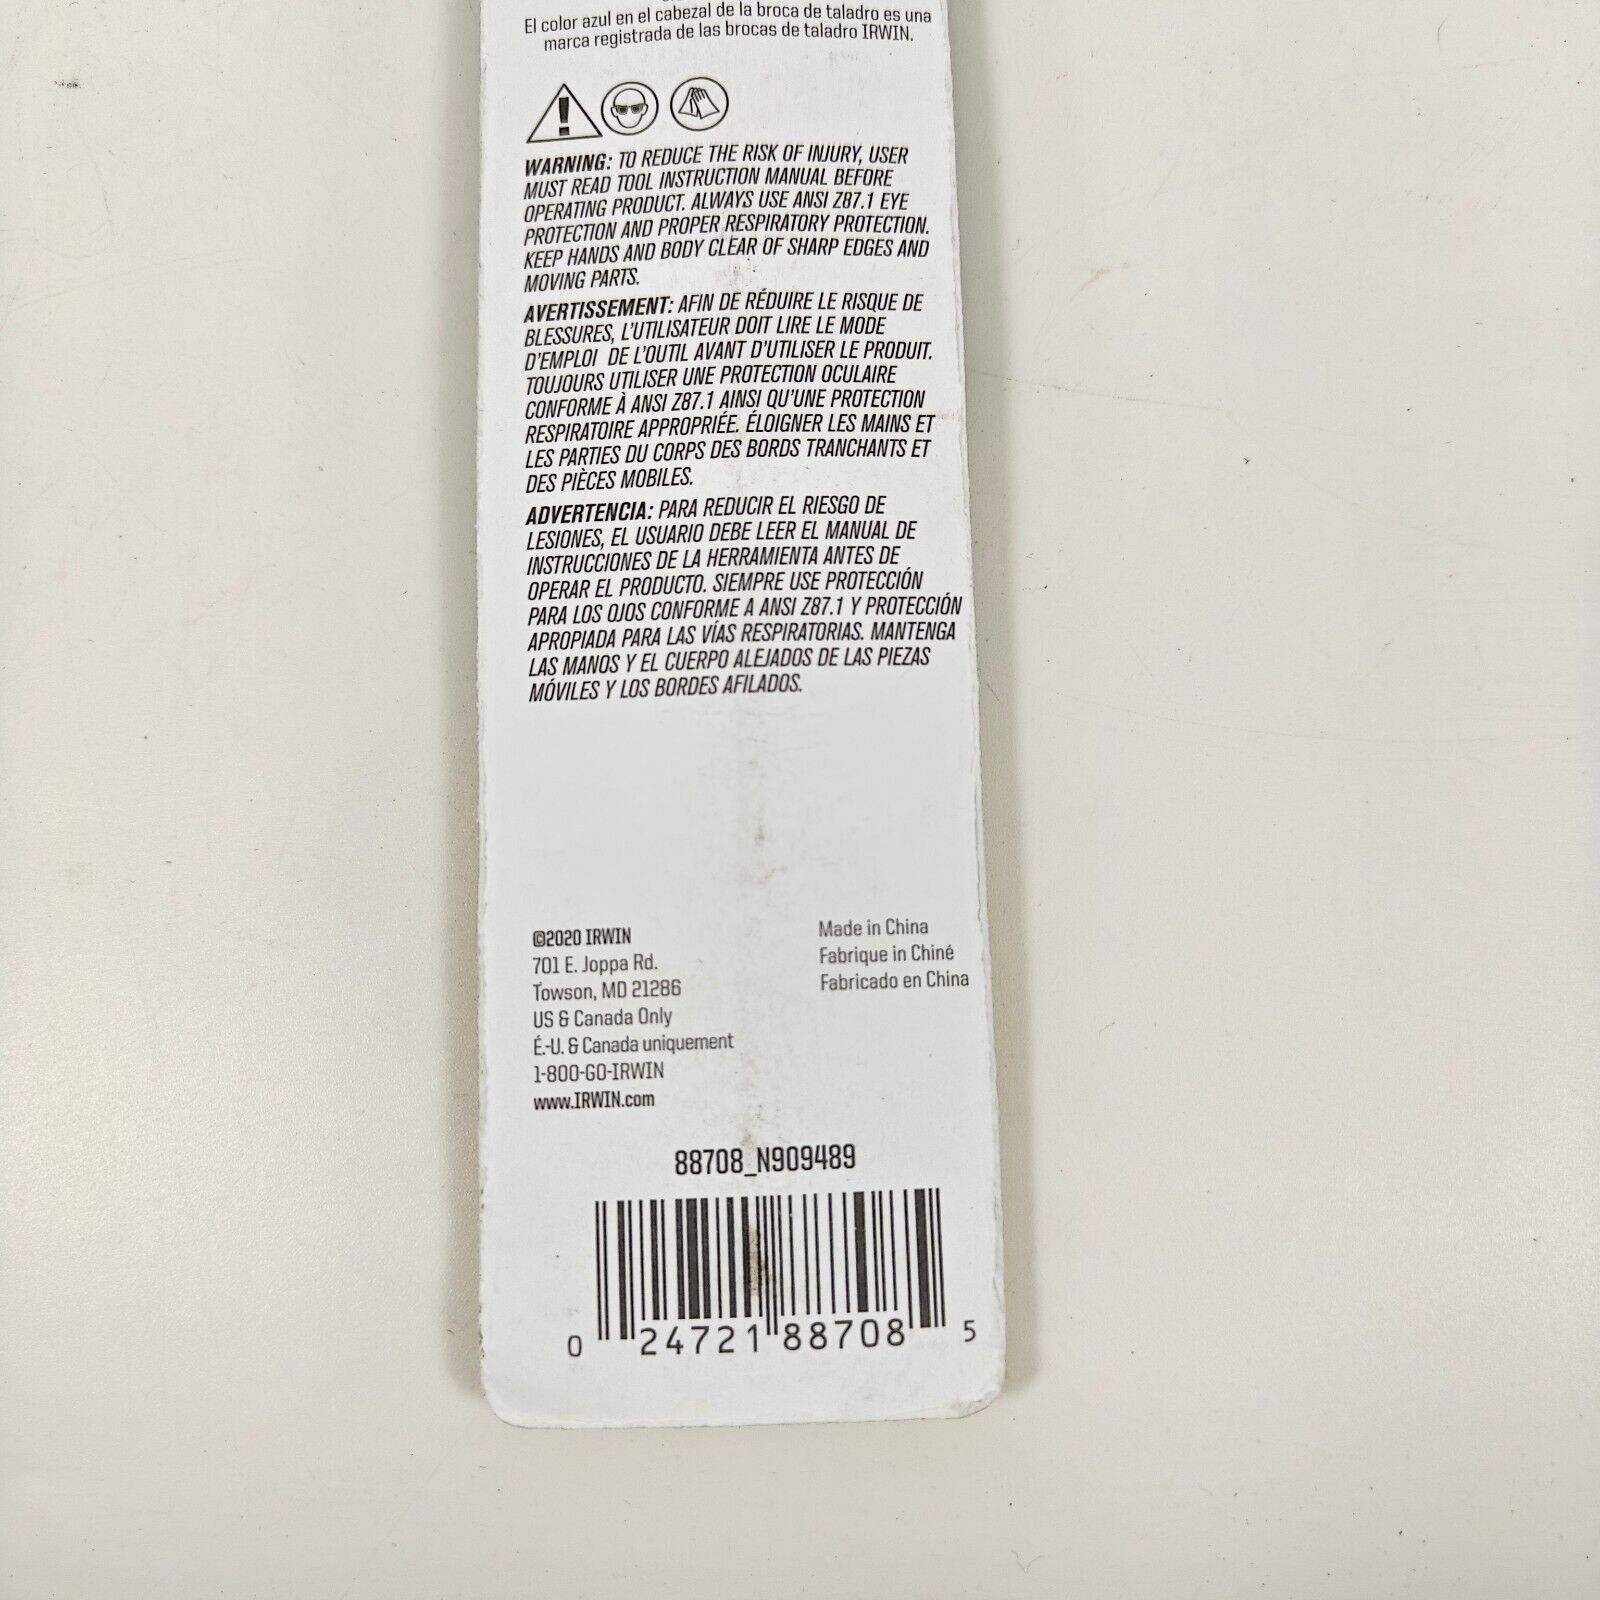 El color azul en el cabezal de la broca de taladro es una
marca registrada de las brocas de taladro IRWIN.
WARNING: TO REDUCE THE RISK OF INJURY, USER
MUST READ TOOL INSTRUCTION MANUAL BEFORE
OPERATING PRODUCT. ALWAYS USE ANSI Z87.1 EYE
PROTECTION AND PROPER RESPIRATORY PROTECTION.
KEEP HANDS AND BODY CLEAR OF SHARP EDGES AND
MOVING PARTS.
AVERTISSEMENT: AFIN DE RÉDUIRE LE RISQUE DE
BLESSURES, L'UTILISATEUR DOIT LIRE LE MODE
D'EMPLOI DE L'OUTIL AVANT D'UTILISER LE PRODUIT.
TOUJOURS UTILISER UNE PROTECTION OCULAIRE
CONFORME À ANSI Z87.1 AINSI QU'UNE PROTECTION
RESPIRATOIRE APPROPRIÉE. ÉLOIGNER LES MAINS ET
LES PARTIES DU CORPS DES BORDS TRANCHANTS ET
DES PIÈCES MOBILES.
ADVERTENCIA: PARA REDUCIR EL RIESGO DE
LESIONES, EL USUARIO DEBE LEER EL MANUAL DE
INSTRUCCIONES DE LA HERRAMIENTA ANTES DE
OPERAR EL PRODUCTO. SIEMPRE USE PROTECCIÓN
PARA LOS OJOS CONFORME A ANSI Z87.1 Y PROTECCIÓN
APROPIADA PARA LAS VÍAS RESPIRATORIAS. MANTENGA
LAS MANOS Y EL CUERPO ALEJADOS DE LAS PIEZAS
MÓVILES Y LOS BORDES AFILADOS.
©2020 IRWIN
701 E. Joppa Rd.
Towson, MD 21286
US & Canada Only
É.-U. & Canada uniquement
1-800-GO-IRWIN
www.IRWIN.com
Made in China
Fabrique in Chiné
Fabricado en China
88708_N909489
0 24721 88708 5